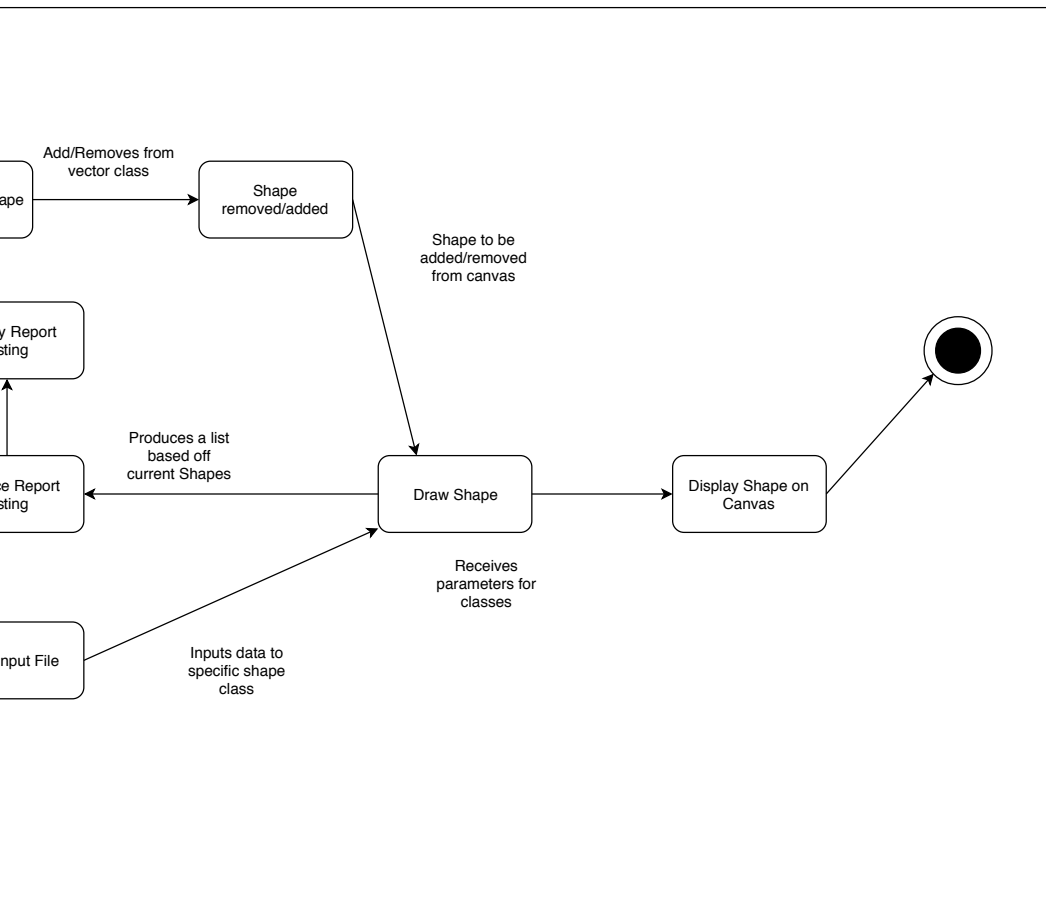 Add/Removes from
vector class
ape
Shape
removed/added
Shape to be
added/removed
from canvas
y Report
sting
Produces a list
based off
current Shapes
ce Report
sting
Draw Shape
Display Shape on
Canvas
Receives
parameters for
classes
nput File
Inputs data to
specific shape
class